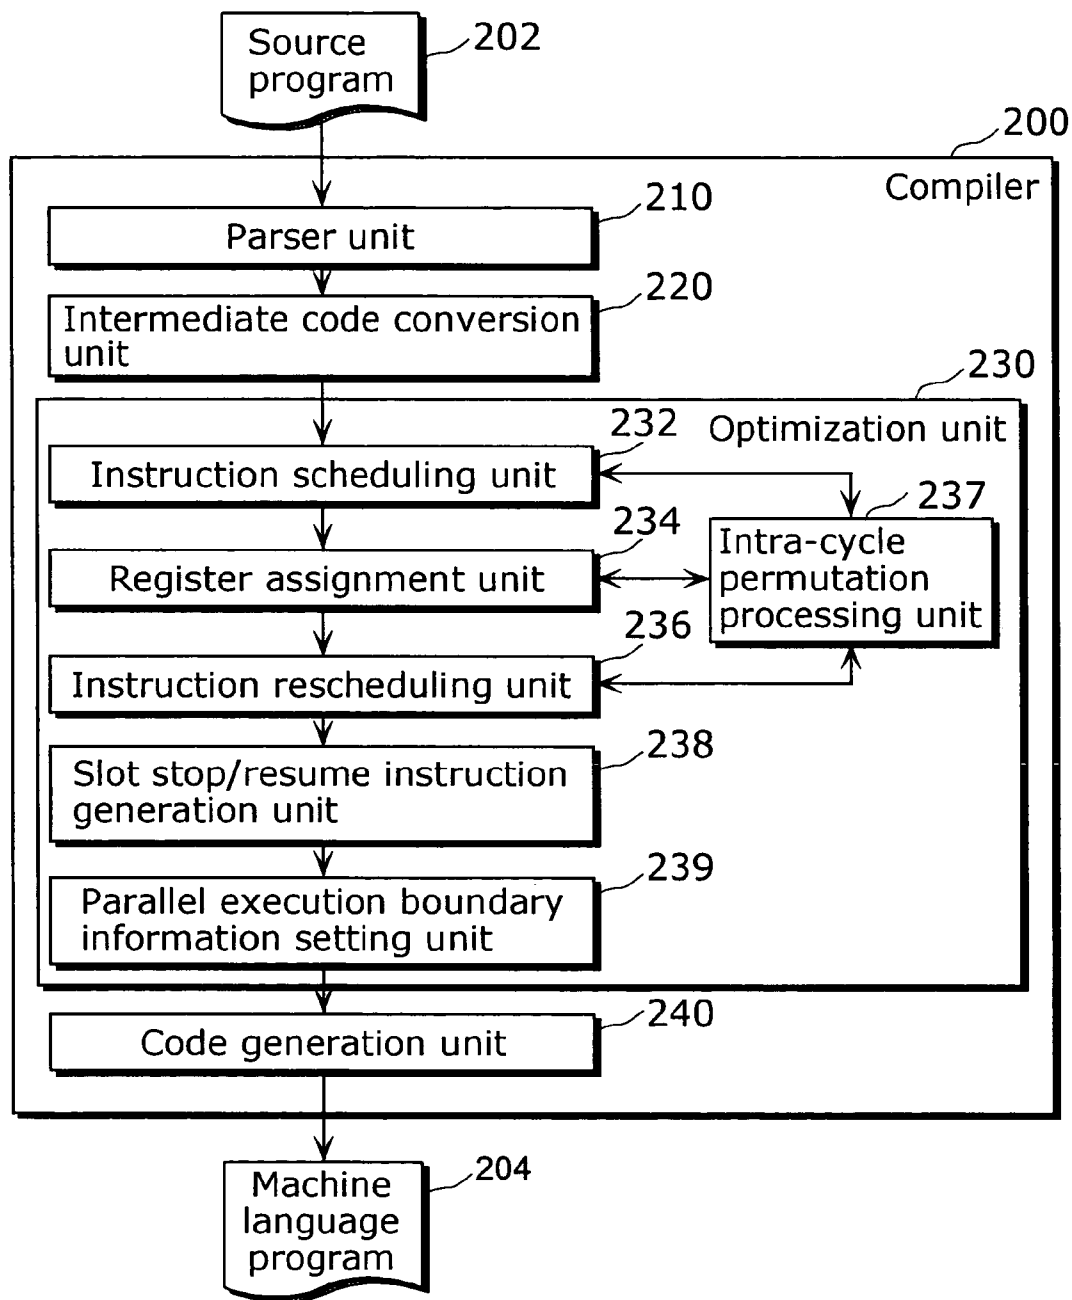 Source
program
202
200
Compiler
210
Parser unit
220
Intermediate code conversion
unit
230
Optimization unit
232
Instruction scheduling unit
237
Intra-cycle
permutation
processing unit
234
Register assignment unit
236
Instruction rescheduling unit
238
Slot stop/resume instruction
generation unit
239
Parallel execution boundary
information setting unit
240
Code generation unit
204
Machine
language
program